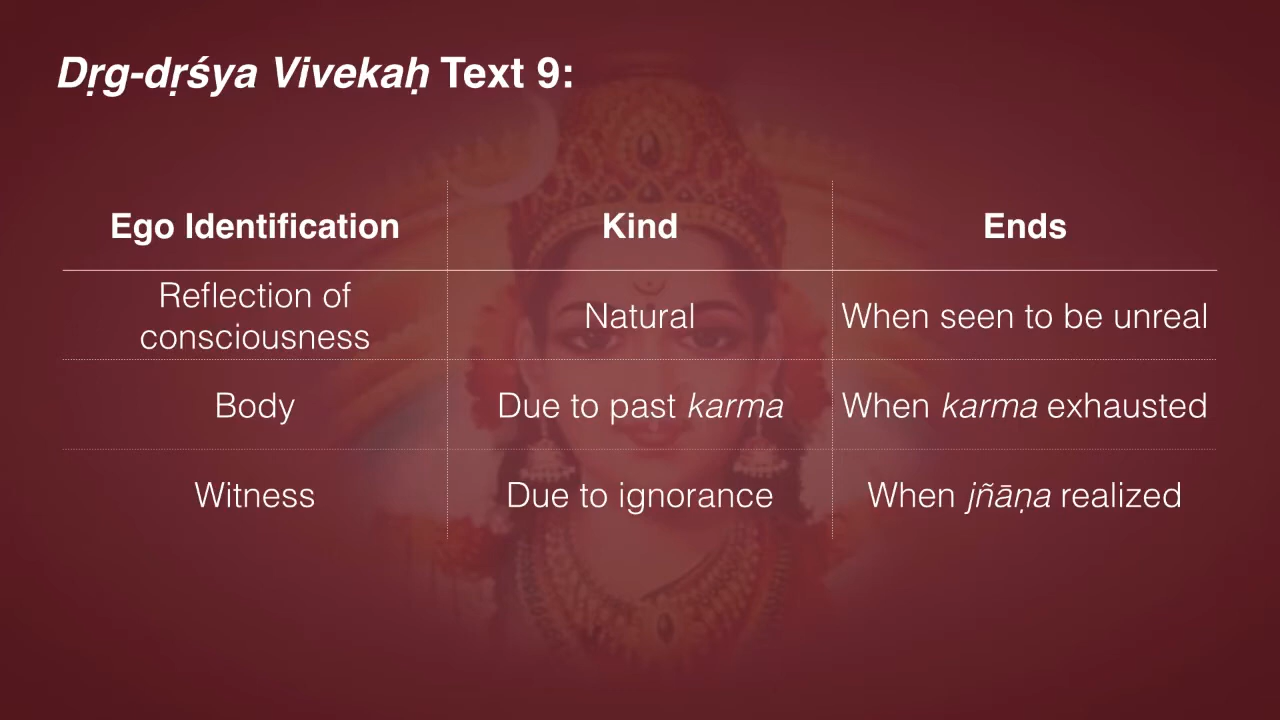 Dṛg-dṛśya Vivekaḥ Text 9:
Ego Identification Kind Ends
Reflection of
consciousness Natural When seen to be unreal
Body Due to past karma When karma exhausted
Witness Due to ignorance When jñāṇa realized